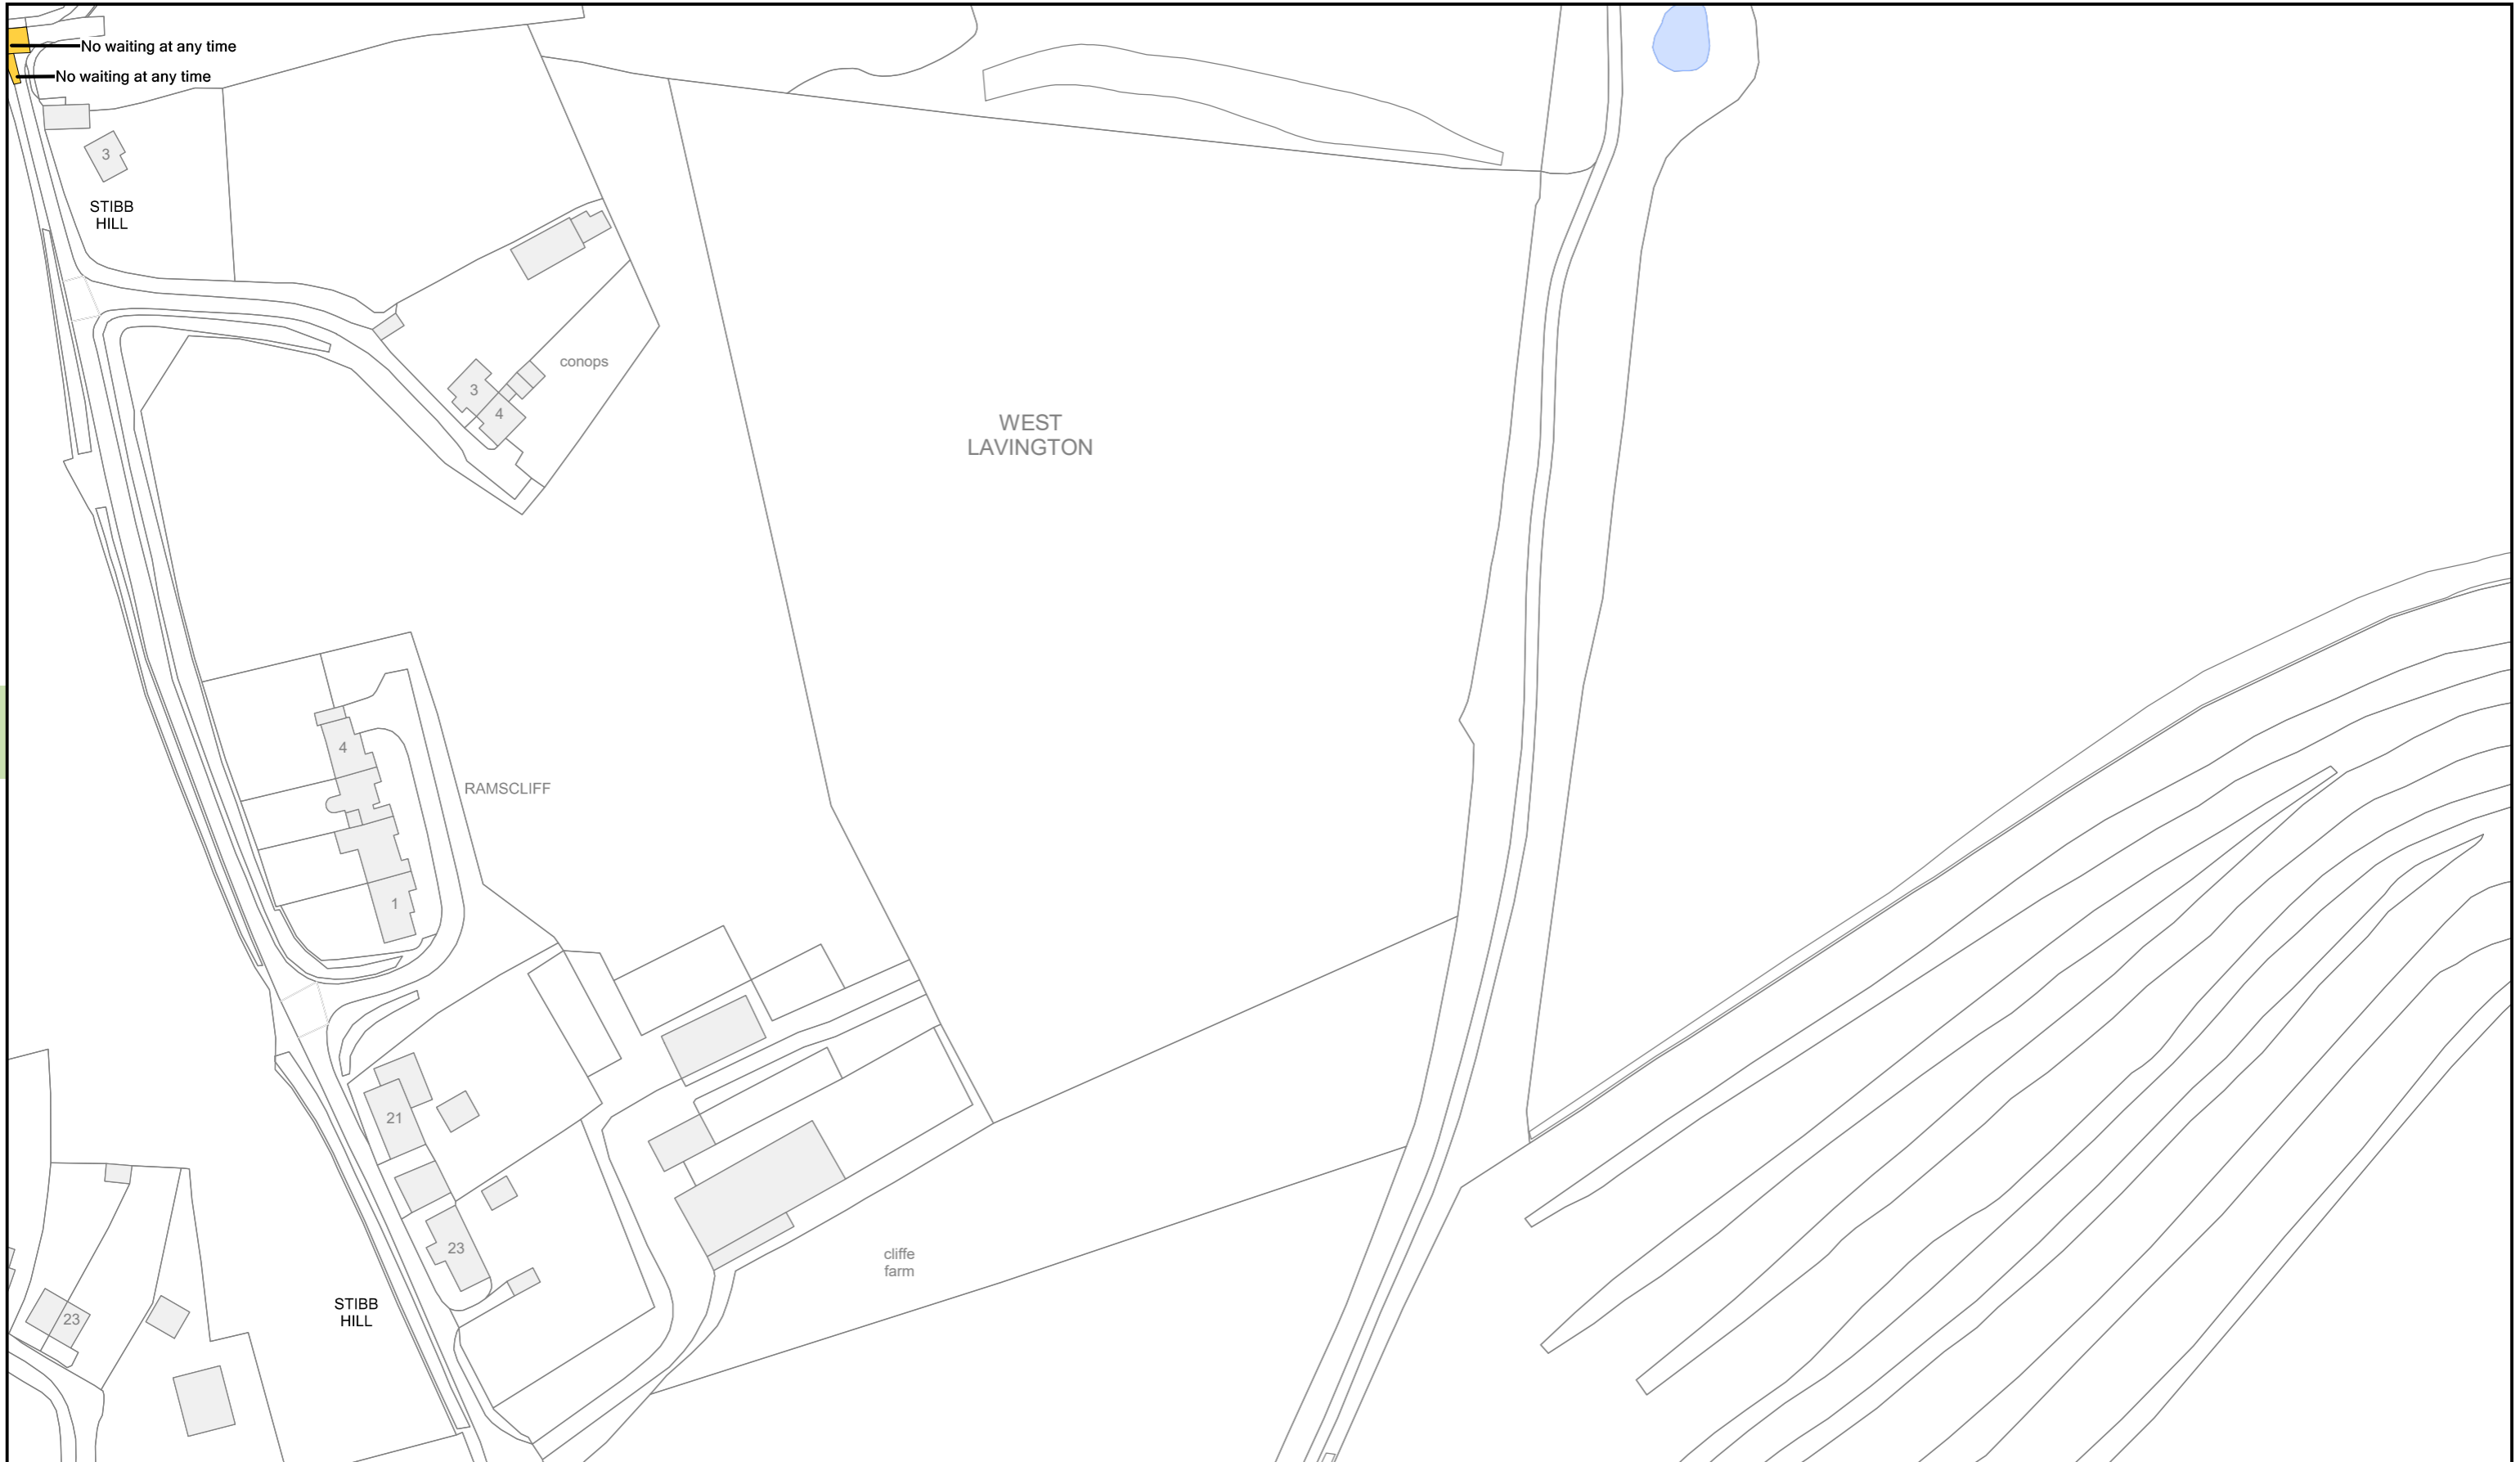 No waiting at any time
No waiting at any time
3
STIBB
HILL
conops
3
4
WEST
LAVINGTON
4
RAMSCLIFF
1
21
23
cliffe
farm
STIBB
HILL
23